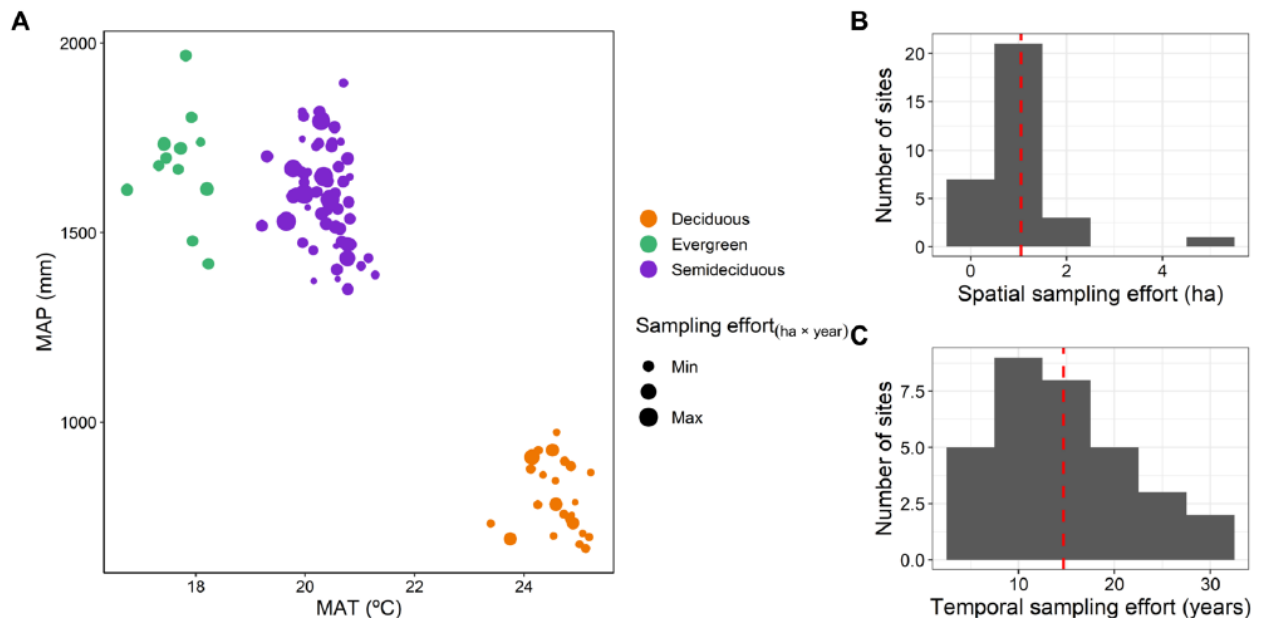 A
MAP (mm)
2000
1500
1000
18
20
22
24
MAT (ºC)
Deciduous
Evergreen
Semideciduous
Sampling effort(ha × year)
Min
Max
B
Number of sites
20
15
10
5
0
0
2
4
Spatial sampling effort (ha)
C
Number of sites
7.5
5.0
2.5
0.0
10
20
30
Temporal sampling effort (years)